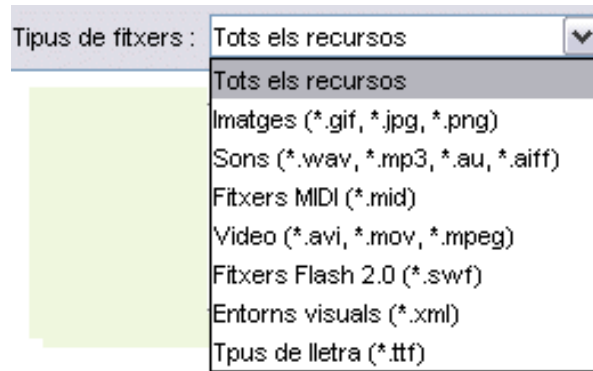 Tipus de fitxers : Tots els recursos
Tots els recursos
Imatges (*.gif, *.jpg, *.png)
Sons (*.wav, *.mp3, *.au, *.aiff)
Fitxers MIDI (*.mid)
Video (*.avi, *.mov, *.mpeg)
Fitxers Flash 2.0 (*.swf)
Entorns visuals (*.xml)
Tpus de lletra (*.ttf)